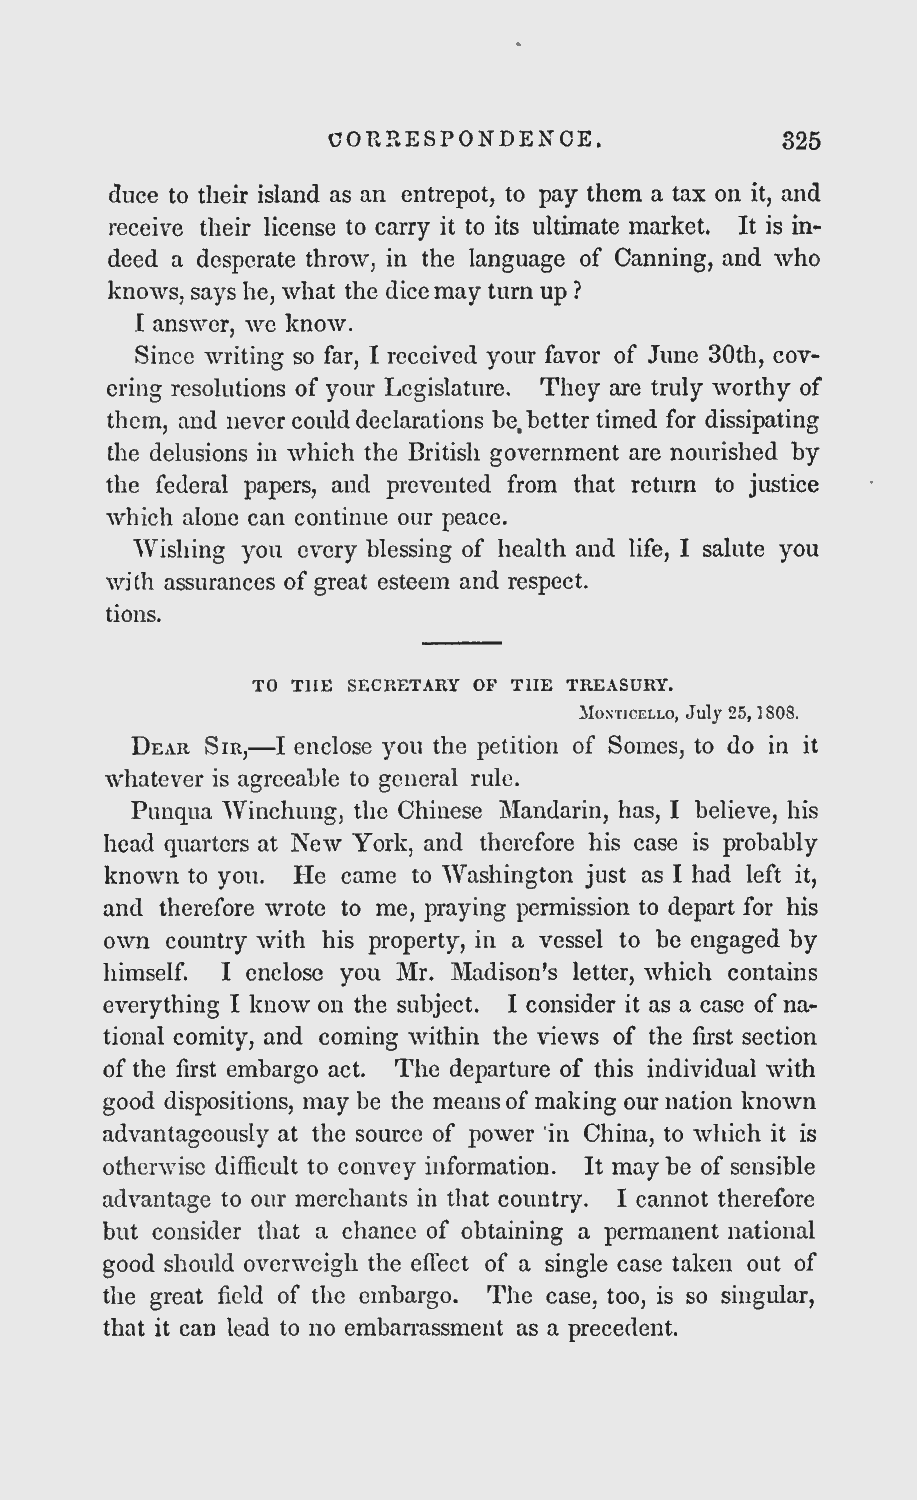 CORRESPONDENCE. 325
duce to their island as an entrepot, to pay them a tax on it, and
receive their license to carry it to its ultimate market. It is in-
deed a desperate throw, in the language of Canning, and who
knows, says he, what the dice may turn up?
I answer, we know.
Since writing so far, I received your favor of June 30th, cov-
ering resolutions of your Legislature. They are truly worthy of
them, and never could declarations be better timed for dissipating
the delusions in which the British government are nourished by
the federal papers, and prevented from that return to justice
which alone can continue our peace.
Wishing you every blessing of health and life, I salute you
with assurances of great esteem and respect.
tions.
TO THE SECRETARY OF THE TREASURY.
MONTICELLO, July 25, 1808.
DEAR SIR,—I enclose you the petition of Somes, to do in it
whatever is agreeable to general rule.
Punqua Winchung, the Chinese Mandarin, has, I believe, his
head quarters at New York, and therefore his case is probably
known to you. He came to Washington just as I had left it,
and therefore wrote to me, praying permission to depart for his
own country with his property, in a vessel to be engaged by
himself. I enclose you Mr. Madison's letter, which contains
everything I know on the subject. I consider it as a case of na-
tional comity, and coming within the views of the first section
of the first embargo act. The departure of this individual with
good dispositions, may be the means of making our nation known
advantageously at the source of power in China, to which it is
otherwise difficult to convey information. It may be of sensible
advantage to our merchants in that country. I cannot therefore
but consider that a chance of obtaining a permanent national
good should overweigh the effect of a single case taken out of
the great field of the embargo. The case, too, is so singular,
that it can lead to no embarrassment as a precedent.